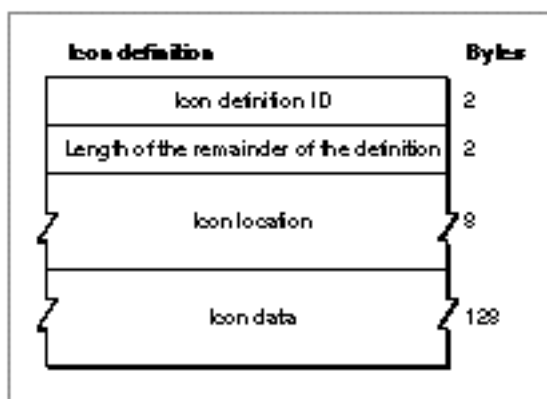 Icon definition Bytes
Icon definition ID 2
Length of the remainder of the definition 2
Icon location 8
Icon data 128